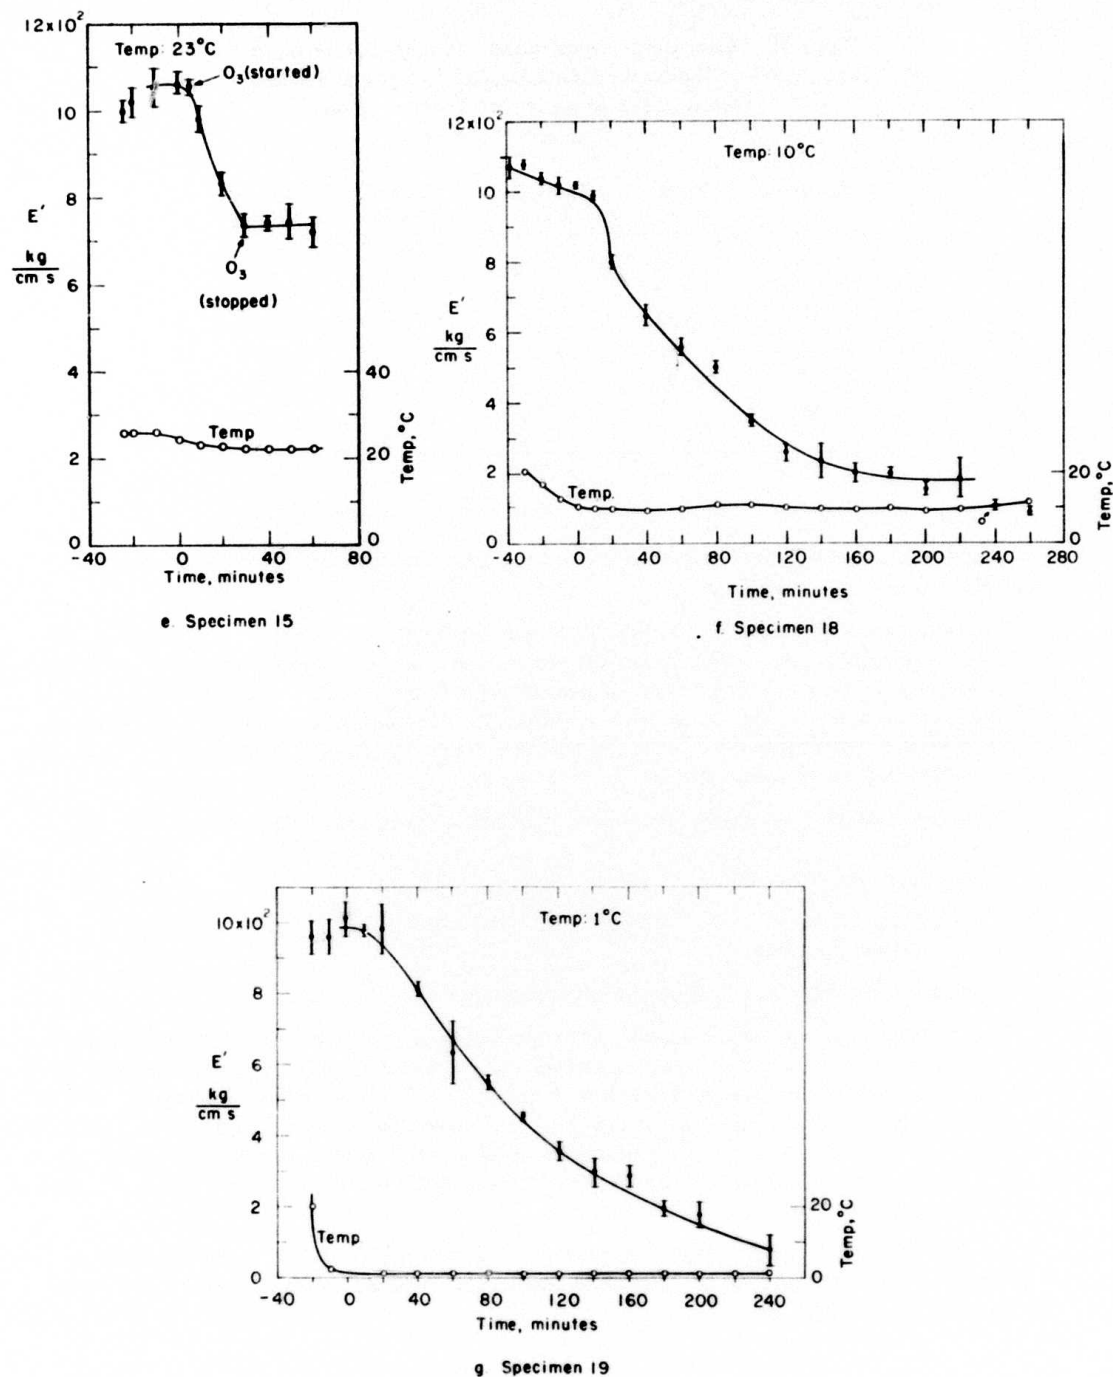 12x10²
Temp: 23°C
O₃ (started)
10
E'
8
kg
cm s
6
O₃
(stopped)
4
40
Temp
2
20
Temp, °C
0
0
-40
0
40
80
Time, minutes
e. Specimen 15
12x10²
Temp: 10°C
10
8
E'
6
kg
cm s
4
2
20
Temp.
Temp, °C
0
0
-40
0
40
80
120
160
200
240
280
Time, minutes
f. Specimen 18
10x10²
Temp: 1°C
8
E'
6
kg
cm s
4
2
20
Temp
Temp, °C
0
0
-40
0
40
80
120
160
200
240
Time, minutes
g Specimen 19